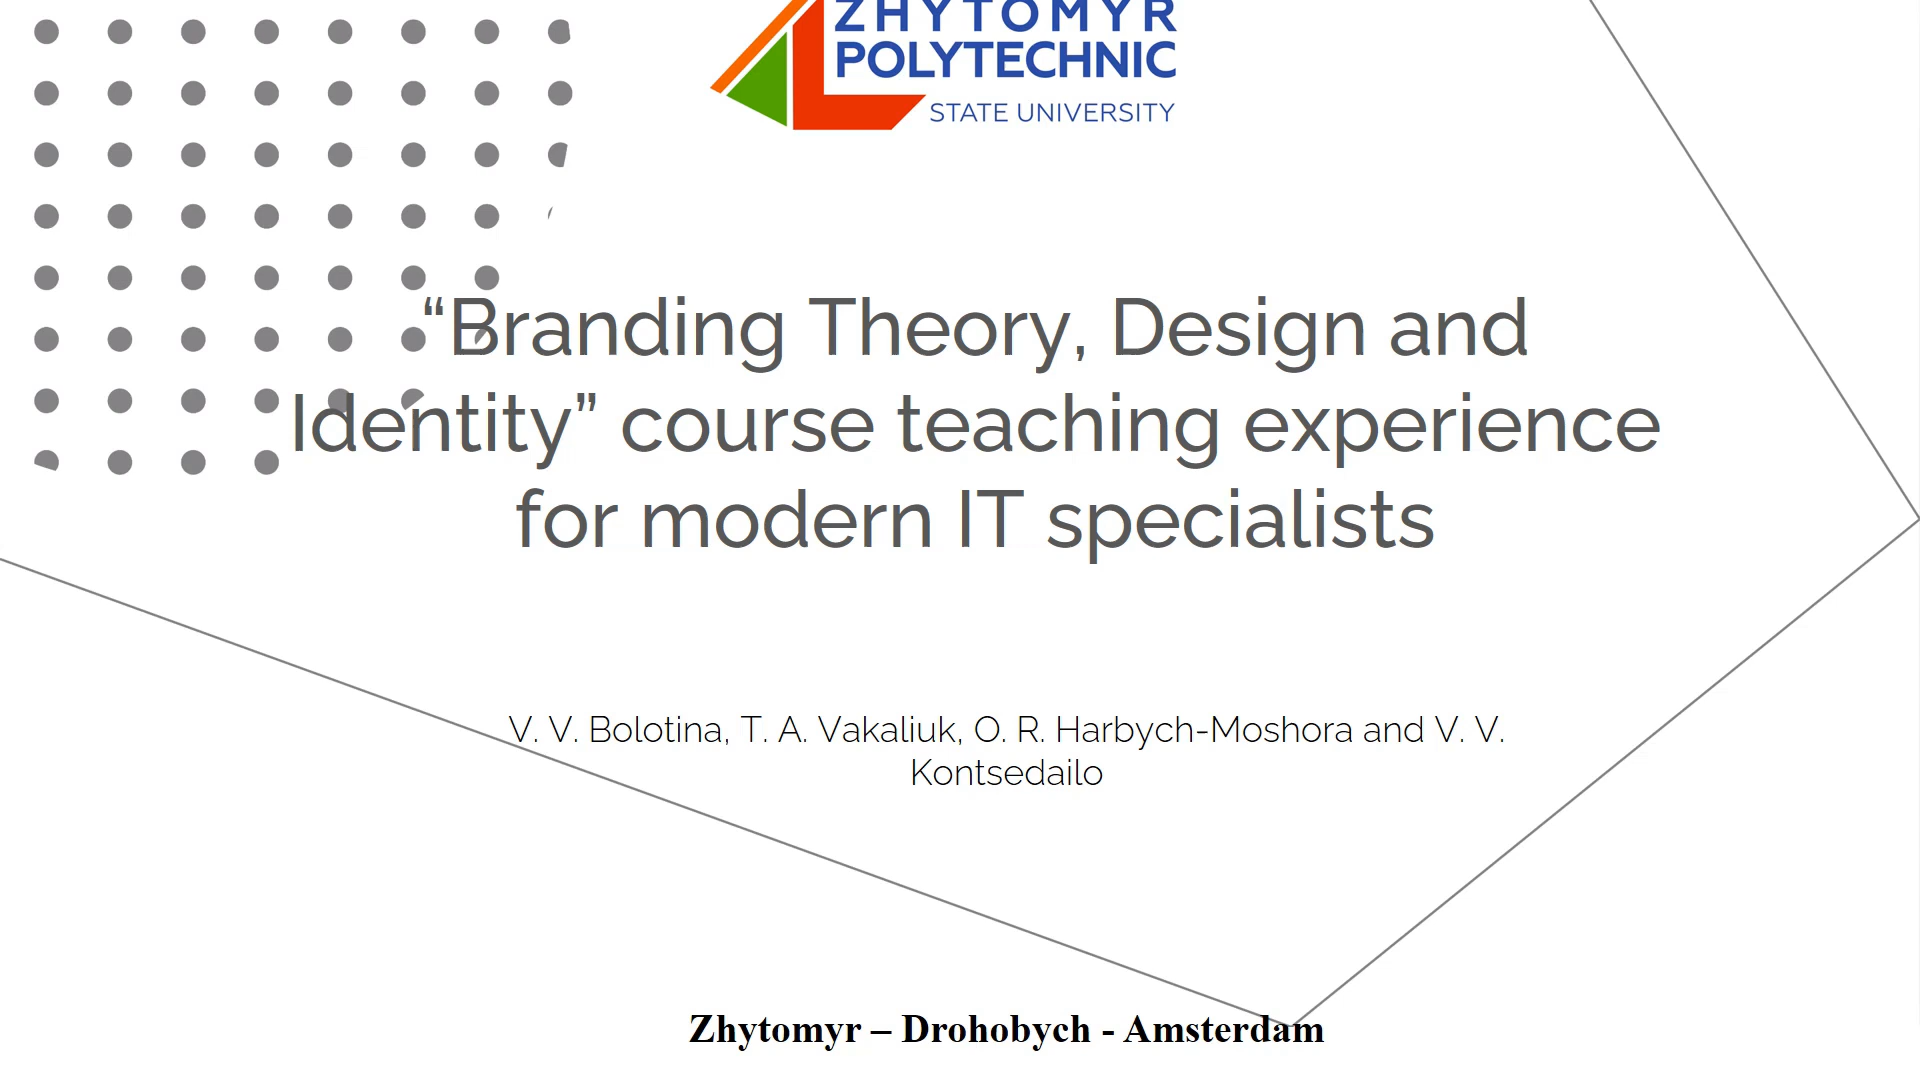 ZHYTOMYR
POLYTECHNIC
STATE UNIVERSITY
“Branding Theory, Design and
Identity” course teaching experience
for modern IT specialists
V. V. Bolotina, T. A. Vakaliuk, O. R. Harbych-Moshora and V. V.
Kontsedailo
Zhytomyr – Drohobych - Amsterdam